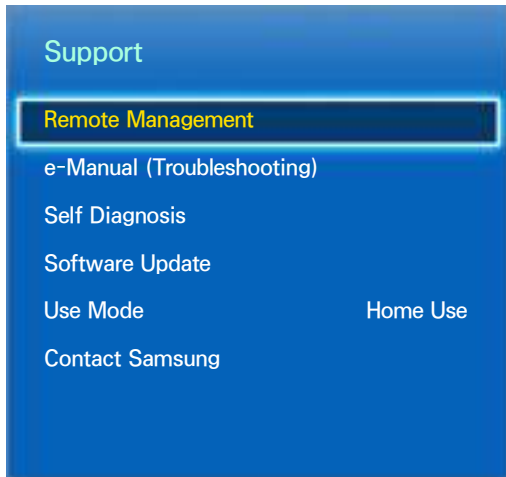 Support
Remote Management
e-Manual (Troubleshooting)
Self Diagnosis
Software Update
Use Mode Home Use
Contact Samsung